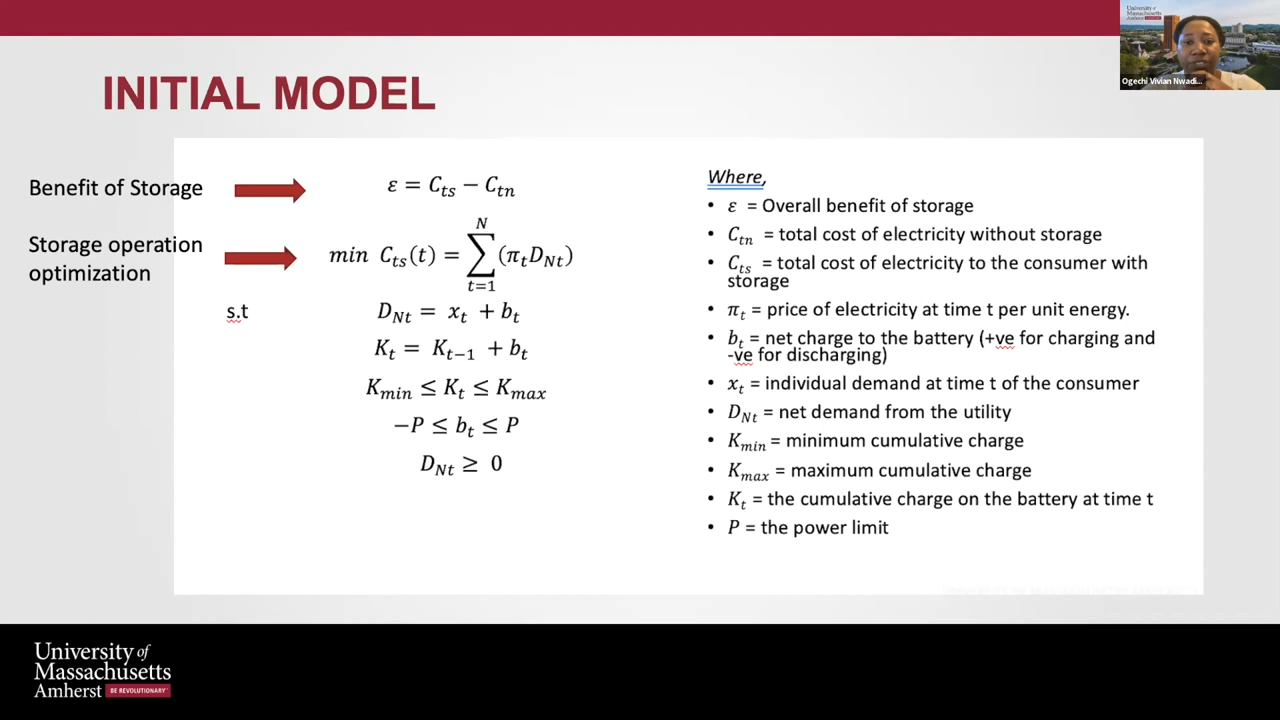 University of
Massachusetts
Amherst
Ogechi Vivian Nwadi...
INITIAL MODEL
Benefit of Storage
ε = C_ts − C_tn
Storage operation
optimization
min C_ts(t) = ∑_{t=1}^{N} (π_t D_Nt)
s.t
D_Nt = x_t + b_t
K_t = K_{t−1} + b_t
K_min ≤ K_t ≤ K_max
−P ≤ b_t ≤ P
D_Nt ≥ 0
Where,
• ε = Overall benefit of storage
• C_tn = total cost of electricity without storage
• C_ts = total cost of electricity to the consumer with
storage
• π_t = price of electricity at time t per unit energy.
• b_t = net charge to the battery (+ve for charging and
-ve for discharging)
• x_t = individual demand at time t of the consumer
• D_Nt = net demand from the utility
• K_min = minimum cumulative charge
• K_max = maximum cumulative charge
• K_t = the cumulative charge on the battery at time t
• P = the power limit
University of
Massachusetts
Amherst BE REVOLUTIONARY™